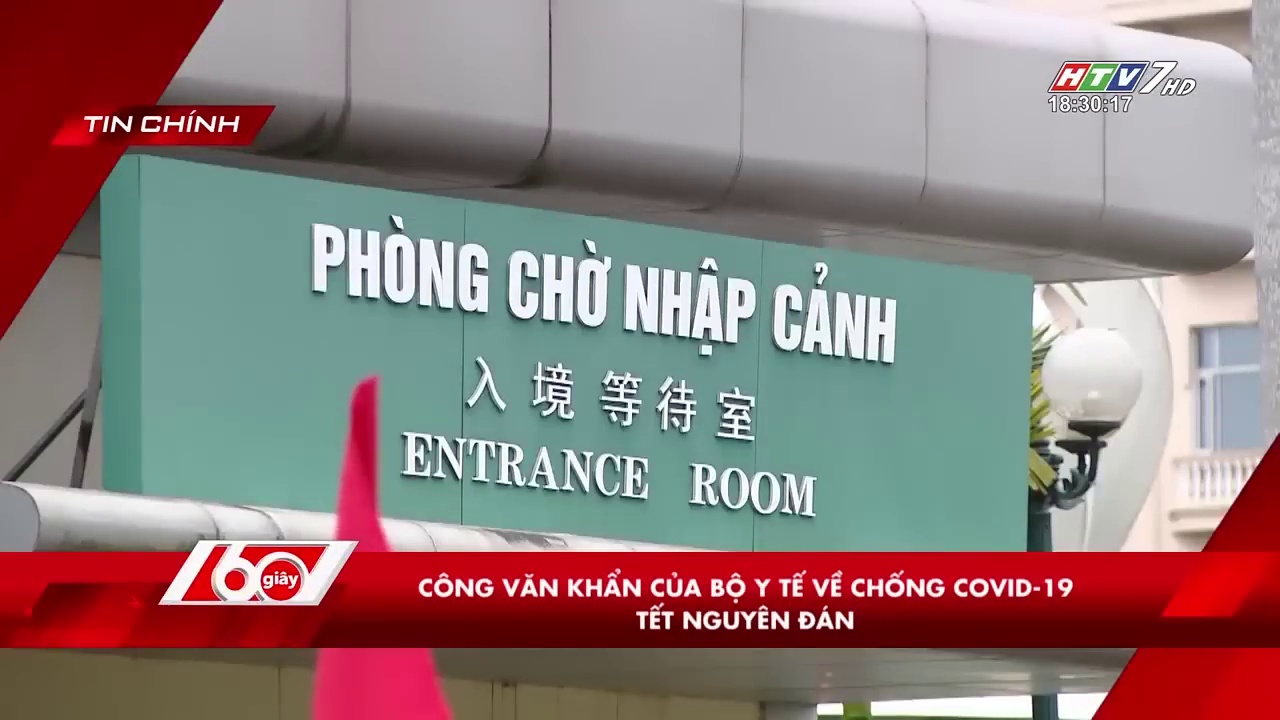 HTV7 HD
18:30:17
TIN CHÍNH
PHÒNG CHỜ NHẬP CẢNH
入境等待室
ENTRANCE ROOM
60 giây
CÔNG VĂN KHẨN CỦA BỘ Y TẾ VỀ CHỐNG COVID-19
TẾT NGUYÊN ĐÁN